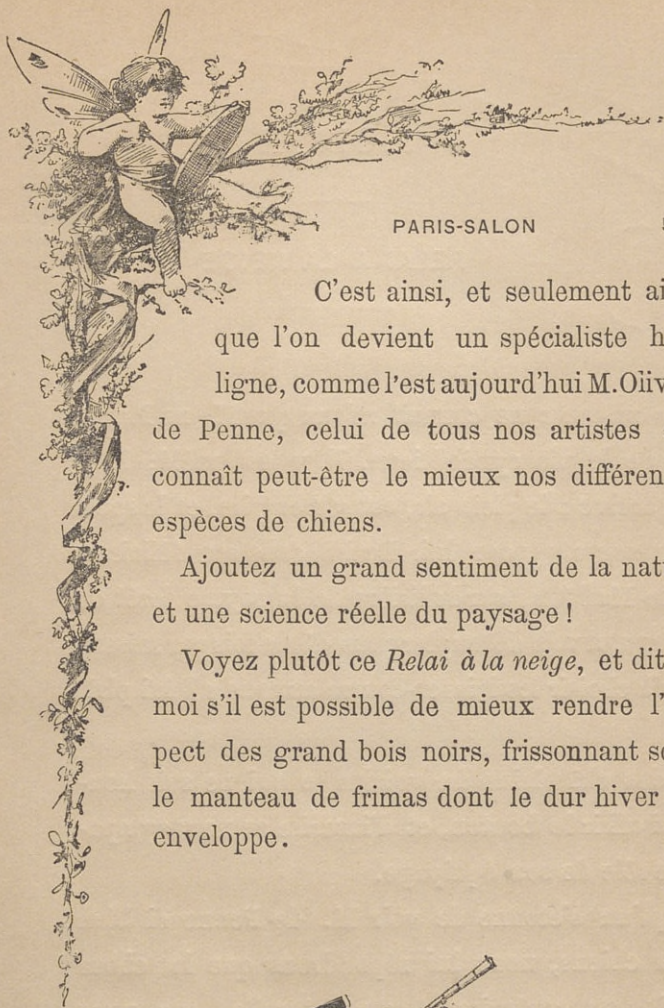 PARIS-SALON
C'est ainsi, et seulement ai
que l'on devient un spécialiste h
ligne, comme l'est aujourd'hui M. Oliv
de Penne, celui de tous nos artistes
connaît peut-être le mieux nos différen
espèces de chiens.
Ajoutez un grand sentiment de la nat
et une science réelle du paysage !
Voyez plutôt ce Relai à la neige, et dit
moi s'il est possible de mieux rendre l'
pect des grand bois noirs, frissonnant so
le manteau de frimas dont le dur hiver
enveloppe.